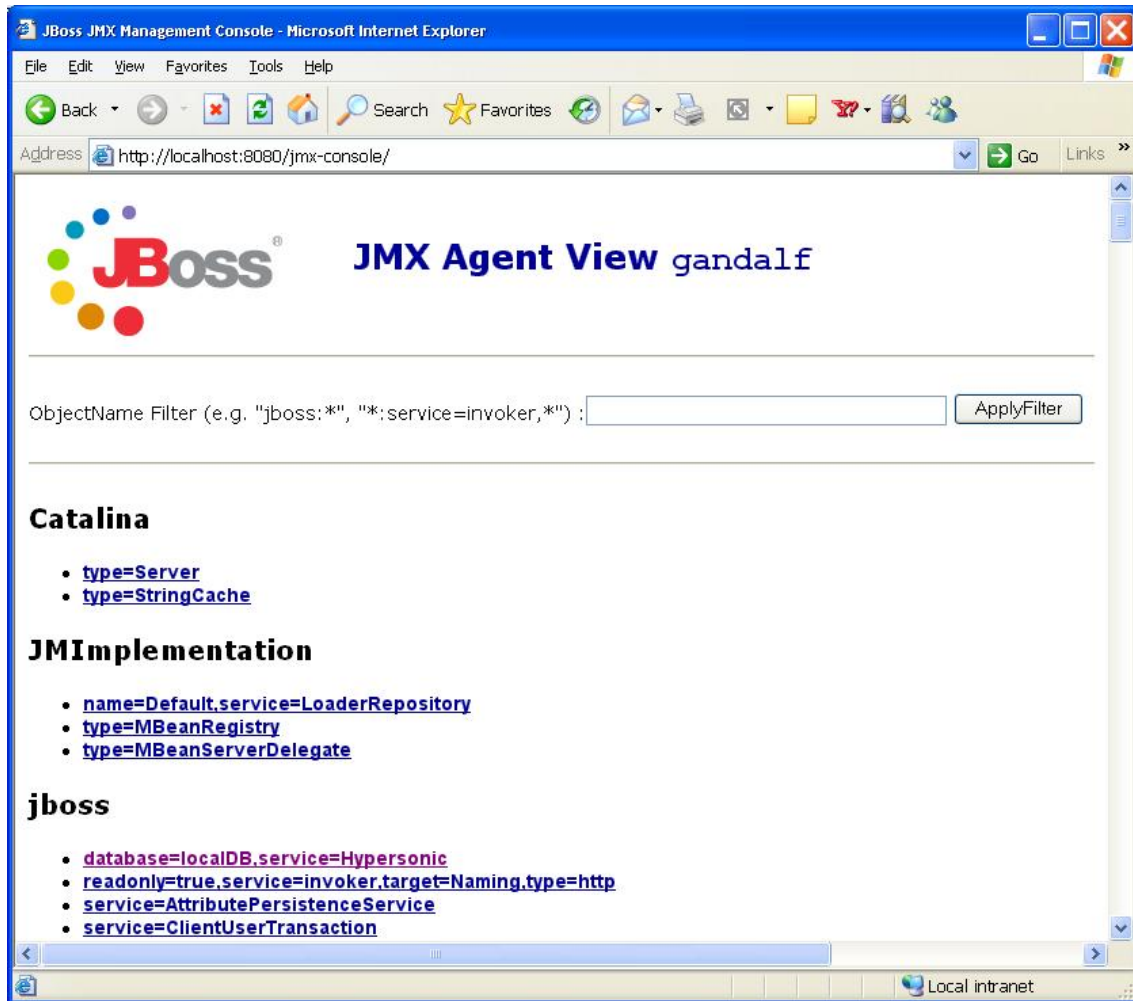 JBoss JMX Management Console - Microsoft Internet Explorer
File Edit View Favorites Tools Help
Back Search Favorites
Address http://localhost:8080/jmx-console/ Go Links »
JBoss® JMX Agent View gandalf
ObjectName Filter (e.g. "jboss:*", "*:service=invoker,*") : ApplyFilter
Catalina
type=Server
type=StringCache
JMImplementation
name=Default,service=LoaderRepository
type=MBeanRegistry
type=MBeanServerDelegate
jboss
database=localDB,service=Hypersonic
readonly=true,service=invoker,target=Naming,type=http
service=AttributePersistenceService
service=ClientUserTransaction
Local intranet